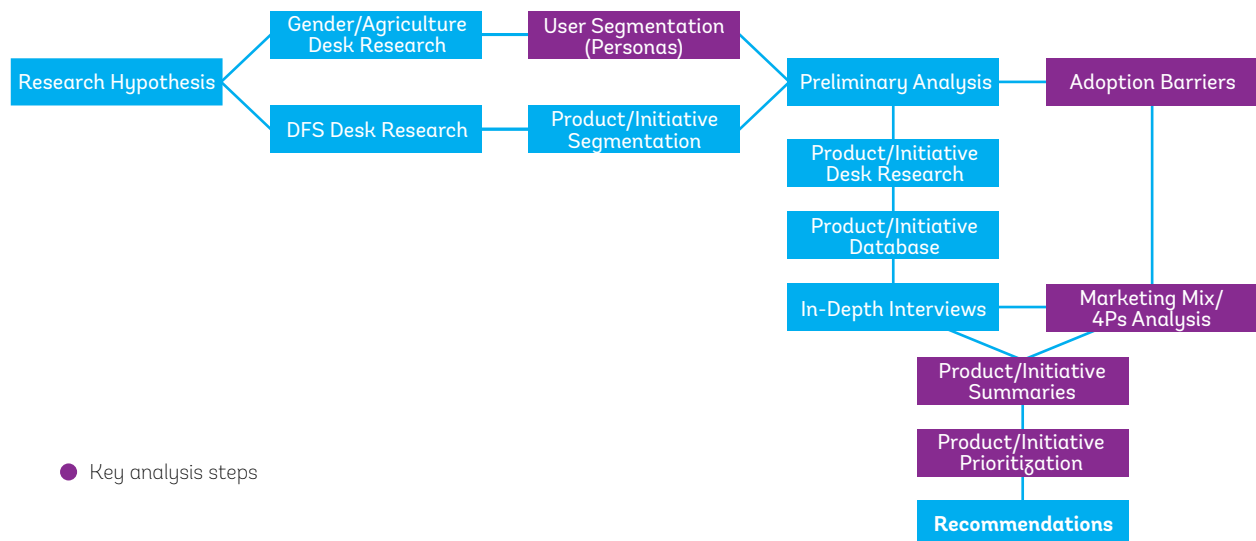 Research Hypothesis
Gender/Agriculture
Desk Research
User Segmentation
(Personas)
DFS Desk Research
Product/Initiative
Segmentation
Preliminary Analysis
Adoption Barriers
Product/Initiative
Desk Research
Product/Initiative
Database
In-Depth Interviews
Marketing Mix/
4Ps Analysis
Product/Initiative
Summaries
Product/Initiative
Prioritization
Recommendations
Key analysis steps